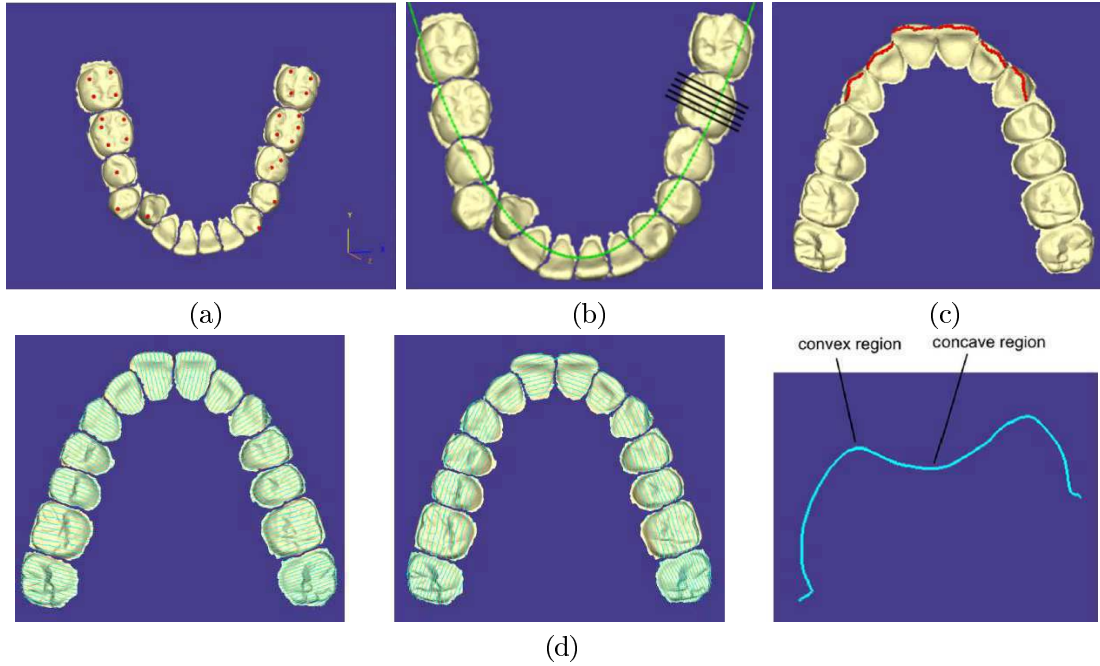 Y
X
Z
(a)
(b)
(c)
convex region
concave region
(d)